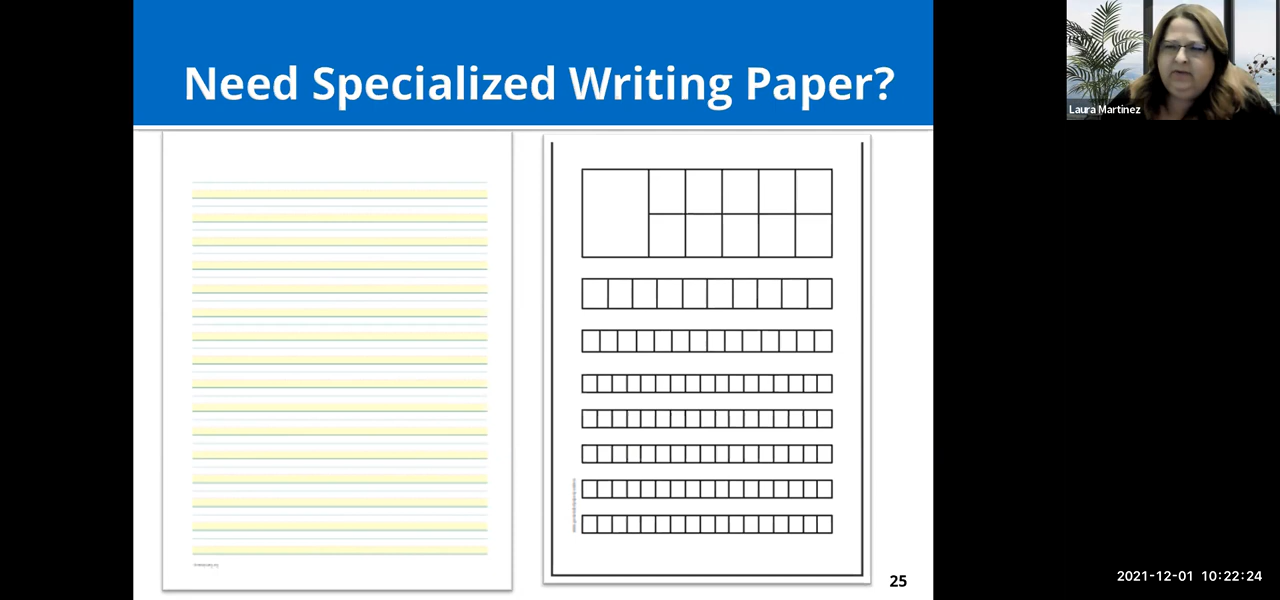 Need Specialized Writing Paper?
Laura Martinez
25
2021-12-01 10:22:24